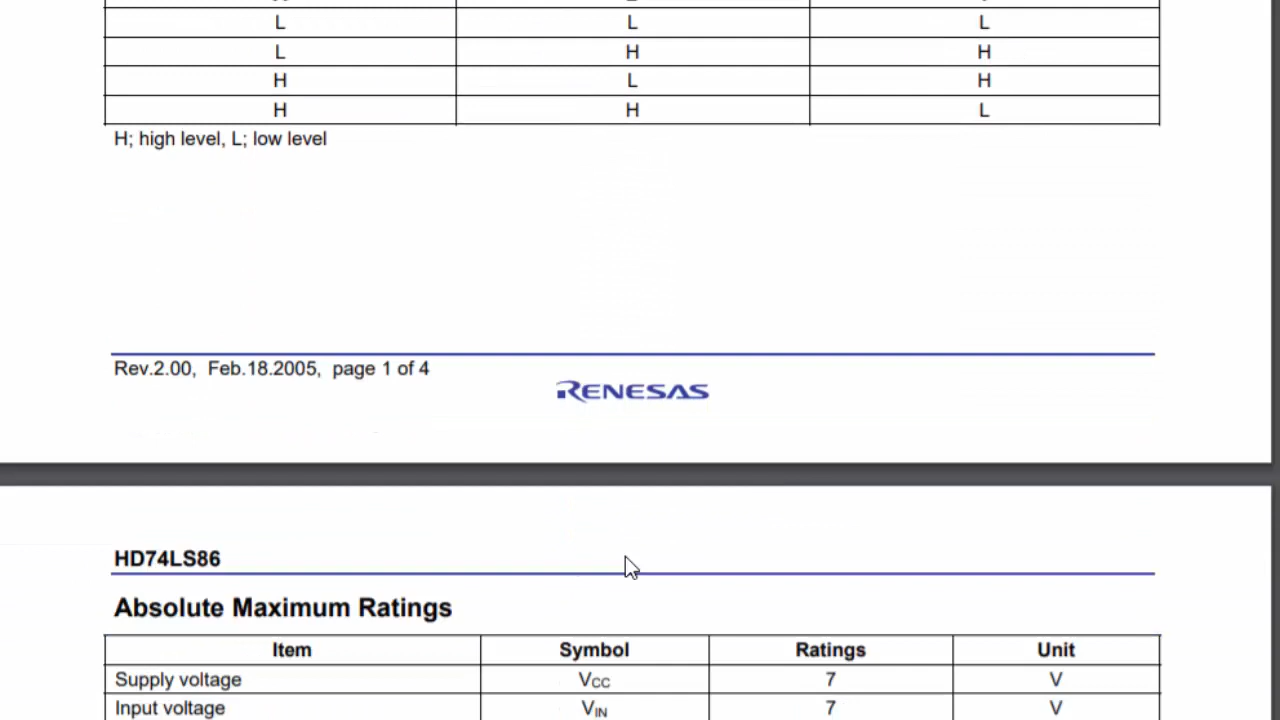 L L L
L H H
H L H
H H L
H; high level, L; low level
Rev.2.00, Feb.18.2005, page 1 of 4
RENESAS
HD74LS86
Absolute Maximum Ratings
Item Symbol Ratings Unit
Supply voltage VCC 7 V
Input voltage VIN 7 V